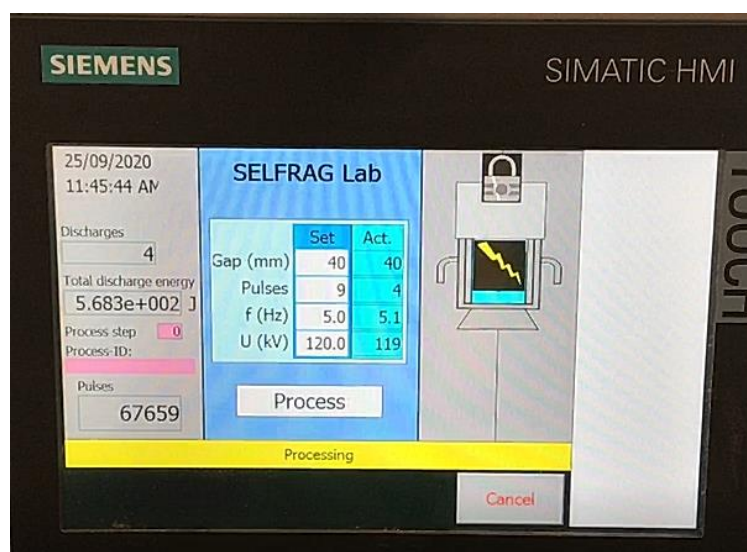 SIEMENS
SIMATIC HMI
TOUCH
25/09/2020
11:45:44 AM
Discharges
4
Total discharge energy
5.683e+002 J
Process step 0
Process-ID:
Pulses
67659
SELFRAG Lab
Set Act.
Gap (mm) 40 40
Pulses 9 4
f (Hz) 5.0 5.1
U (kV) 120.0 119
Process
Processing
Cancel